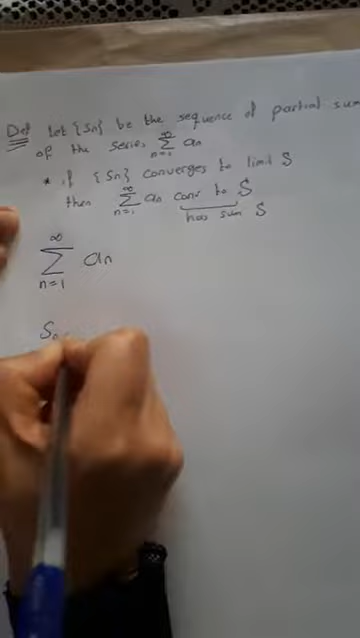 Def let {Sn} be the sequence of partial sum
of the series ∑_{n=1}^{∞} an
* if {Sn} converges to limit S
then ∑_{n=1}^{∞} an conv to S
has sum S
∑_{n=1}^{∞} an
Sn